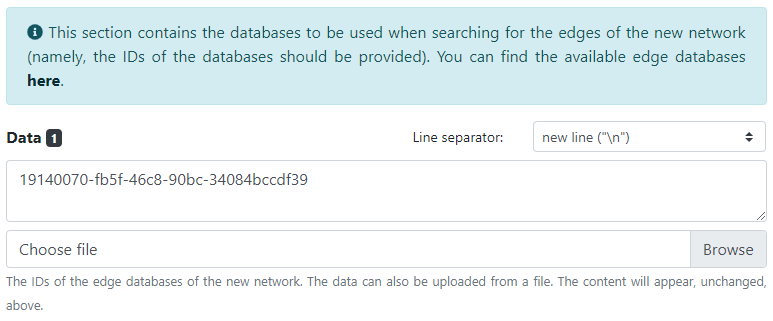 This section contains the databases to be used when searching for the edges of the new network
(namely, the IDs of the databases should be provided). You can find the available edge databases
here.
Data 1 Line separator: new line ("\n")
19140070-fb5f-46c8-90bc-34084bccdf39
Choose file Browse
The IDs of the edge databases of the new network. The data can also be uploaded from a file. The content will appear, unchanged,
above.